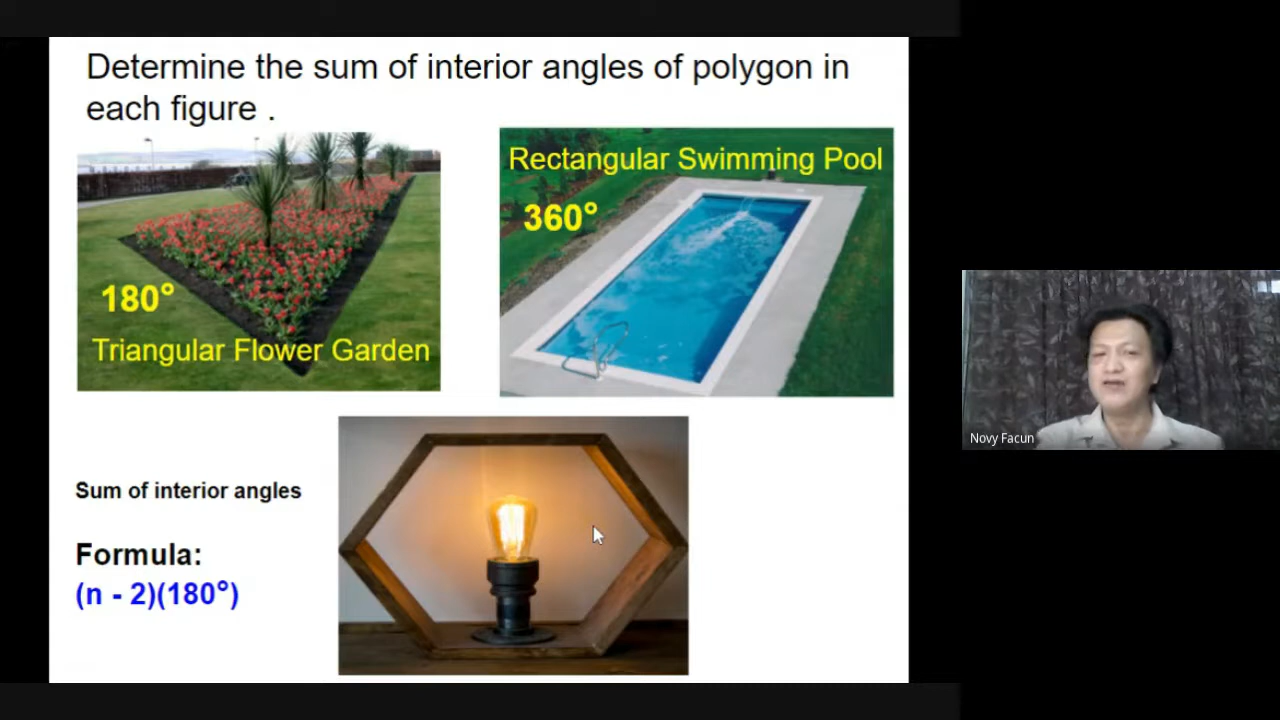 Determine the sum of interior angles of polygon in
each figure .
180°
Triangular Flower Garden
Rectangular Swimming Pool
360°
Sum of interior angles
Formula:
(n - 2)(180°)
Novy Facun